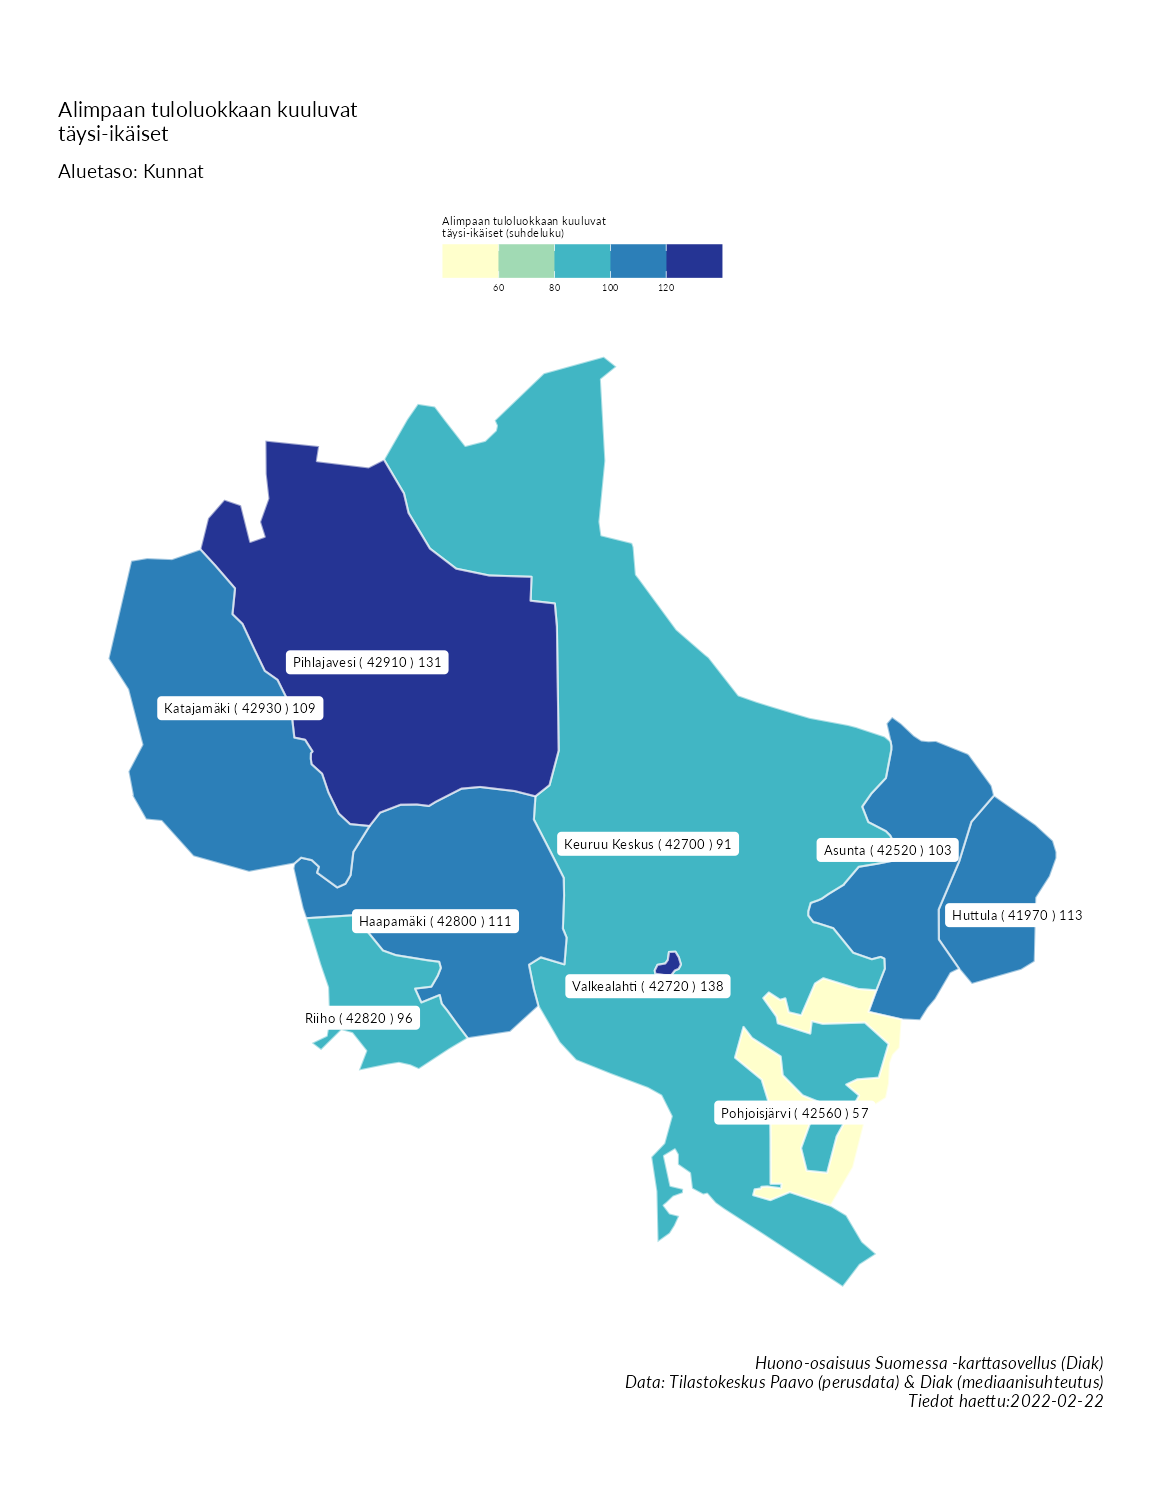 Alimpaan tuloluokkaan kuuluvat
täysi-ikäiset
Aluetaso: Kunnat
Alimpaan tuloluokkaan kuuluvat
täysi-ikäiset (suhdeluku)
60 80 100 120
Pihlajavesi ( 42910 ) 131
Katajamäki ( 42930 ) 109
Keuruu Keskus ( 42700 ) 91
Asunta ( 42520 ) 103
Huttula ( 41970 ) 113
Haapamäki ( 42800 ) 111
Valkealahti ( 42720 ) 138
Riiho ( 42820 ) 96
Pohjoisjärvi ( 42560 ) 57
Huono-osaisuus Suomessa -karttasovellus (Diak)
Data: Tilastokeskus Paavo (perusdata) & Diak (mediaanisuhteutus)
Tiedot haettu:2022-02-22